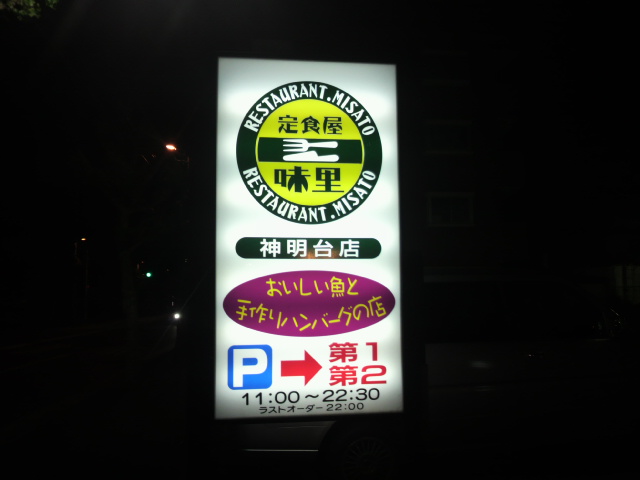 RESTAURANT.MISATO
定食屋
味里
RESTAURANT.MISATO
神明台店
おいしい魚と
手作りハンバーグの店
P
第1
第2
11:00～22:30
ラストオーダー22:00